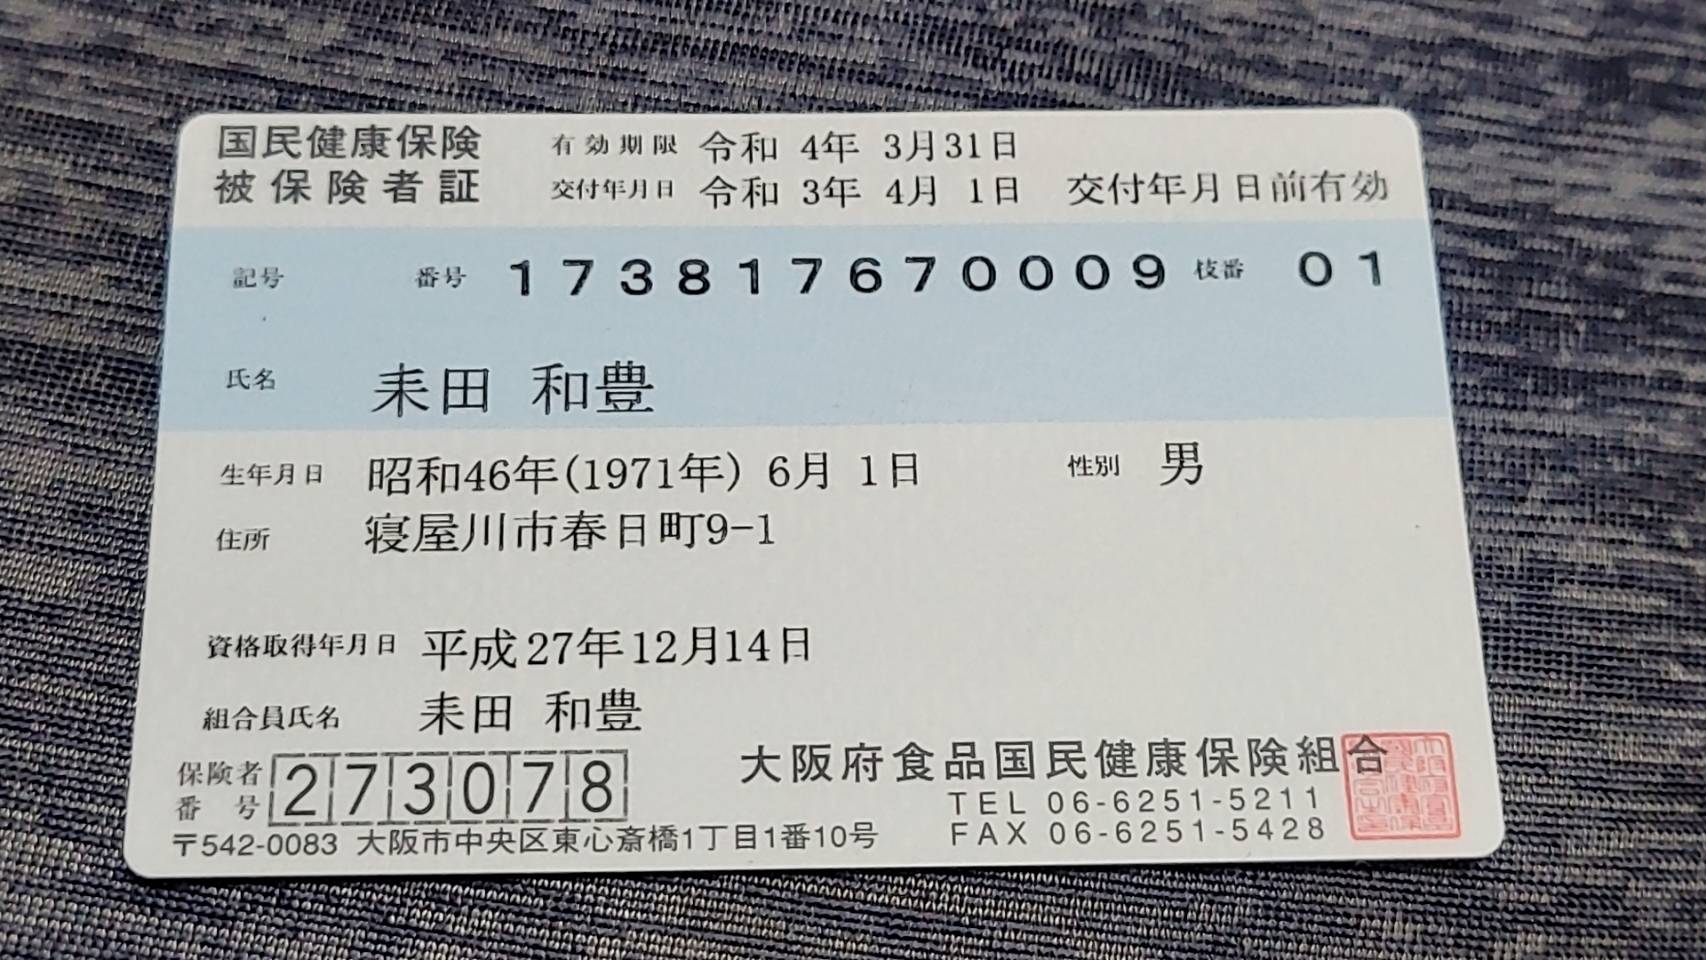 国民健康保険 有効期限 令和 4年 3月31日
被保険者証 交付年月日 令和 3年 4月 1日 交付年月日前有効
記号 番号 173817670009 枝番 01
氏名 耒田 和豊
生年月日 昭和46年(1971年) 6月 1日 性別 男
住所 寝屋川市春日町9-1
資格取得年月日 平成27年12月14日
組合員氏名 耒田 和豊
保険者番号 273078 大阪府食品国民健康保険組合
TEL 06-6251-5211
〒542-0083 大阪市中央区東心斎橋1丁目1番10号 FAX 06-6251-5428